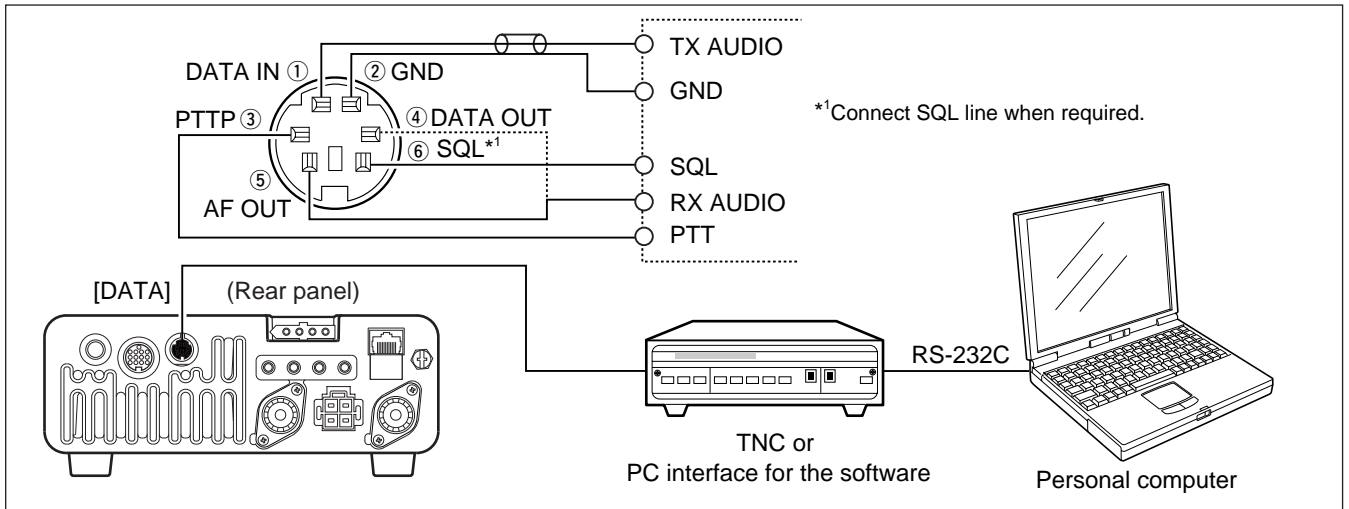 TX AUDIO
DATA IN ① ② GND
GND
*¹Connect SQL line when required.
PTTP ③ ④ DATA OUT
⑥ SQL*¹
SQL
⑤
AF OUT
RX AUDIO
PTT
[DATA] (Rear panel)
RS-232C
TNC or
PC interface for the software
Personal computer